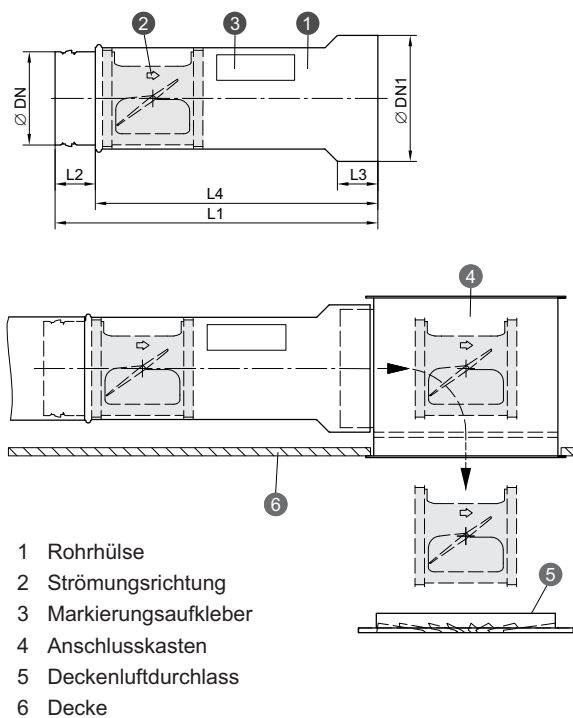 2
3
1
Ø DN
Ø DN1
L2
L3
L4
L1
4
6
5
1 Rohrhülse
2 Strömungsrichtung
3 Markierungsaufkleber
4 Anschlusskasten
5 Deckenluftdurchlass
6 Decke